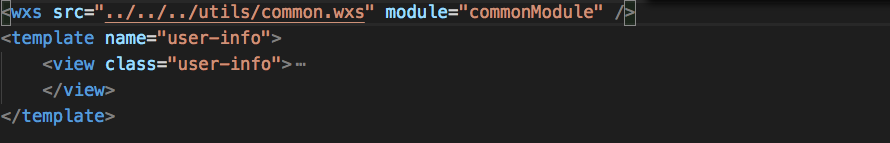 <wxs src="../../../utils/common.wxs" module="commonModule" />
<template name="user-info">
<view class="user-info">⋯
</view>
</template>